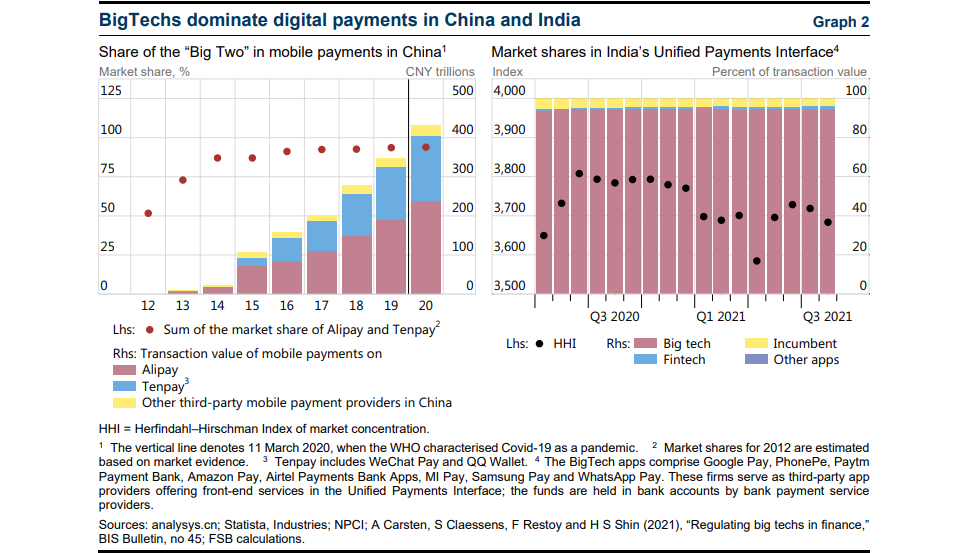 BigTechs dominate digital payments in China and India
Graph 2
Share of the “Big Two” in mobile payments in China1
Market share, %
CNY trillions
125
100
75
50
25
0
500
400
300
200
100
0
12 13 14 15 16 17 18 19 20
Lhs: Sum of the market share of Alipay and Tenpay2
Rhs: Transaction value of mobile payments on
Alipay
Tenpay3
Other third-party mobile payment providers in China
Market shares in India’s Unified Payments Interface4
Index
Percent of transaction value
4,000
3,900
3,800
3,700
3,600
3,500
100
80
60
40
20
0
Q3 2020 Q1 2021 Q3 2021
Lhs: HHI Rhs: Big tech Incumbent
Fintech Other apps
HHI = Herfindahl–Hirschman Index of market concentration.
1 The vertical line denotes 11 March 2020, when the WHO characterised Covid-19 as a pandemic. 2 Market shares for 2012 are estimated
based on market evidence. 3 Tenpay includes WeChat Pay and QQ Wallet. 4 The BigTech apps comprise Google Pay, PhonePe, Paytm
Payment Bank, Amazon Pay, Airtel Payments Bank Apps, MI Pay, Samsung Pay and WhatsApp Pay. These firms serve as third-party app
providers offering front-end services in the Unified Payments Interface; the funds are held in bank accounts by bank payment service
providers.
Sources: analysys.cn; Statista, Industries; NPCI; A Carsten, S Claessens, F Restoy and H S Shin (2021), “Regulating big techs in finance,”
BIS Bulletin, no 45; FSB calculations.